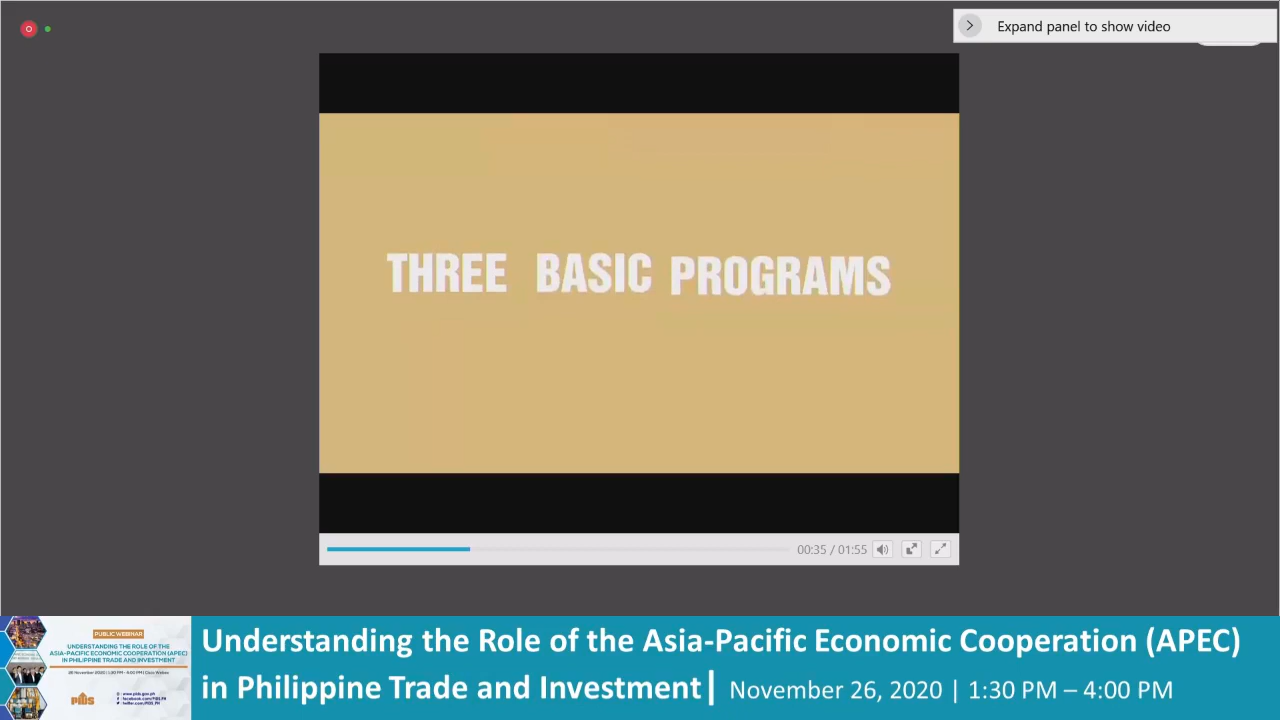 Expand panel to show video
THREE BASIC PROGRAMS
00:35 / 01:55
PUBLIC WEBINAR
UNDERSTANDING THE ROLE OF THE
ASIA-PACIFIC ECONOMIC COOPERATION (APEC)
IN PHILIPPINE TRADE AND INVESTMENT
Understanding the Role of the Asia-Pacific Economic Cooperation (APEC)
in Philippine Trade and Investment| November 26, 2020 | 1:30 PM – 4:00 PM